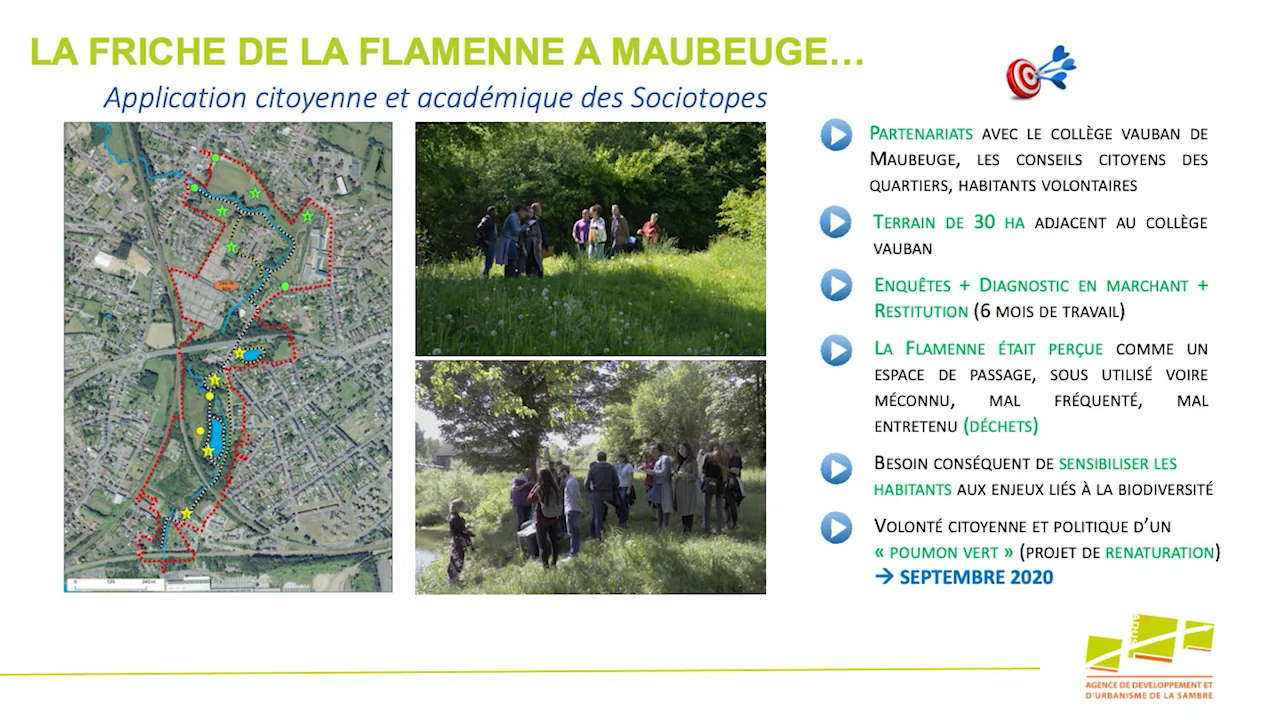 LA FRICHE DE LA FLAMENNE A MAUBEUGE…
Application citoyenne et académique des Sociotopes
PARTENARIATS AVEC LE COLLÈGE VAUBAN DE
MAUBEUGE, LES CONSEILS CITOYENS DES
QUARTIERS, HABITANTS VOLONTAIRES
TERRAIN DE 30 HA ADJACENT AU COLLÈGE
VAUBAN
ENQUÊTES + DIAGNOSTIC EN MARCHANT +
RESTITUTION (6 MOIS DE TRAVAIL)
LA FLAMENNE ÉTAIT PERÇUE COMME UN
ESPACE DE PASSAGE, SOUS UTILISÉ VOIRE
MÉCONNU, MAL FRÉQUENTÉ, MAL
ENTRETENU (DÉCHETS)
BESOIN CONSÉQUENT DE SENSIBILISER LES
HABITANTS AUX ENJEUX LIÉS À LA BIODIVERSITÉ
VOLONTÉ CITOYENNE ET POLITIQUE D'UN
« POUMON VERT » (PROJET DE RENATURATION)
→ SEPTEMBRE 2020
ADUS
AGENCE DE DEVELOPPEMENT ET
D'URBANISME DE LA SAMBRE